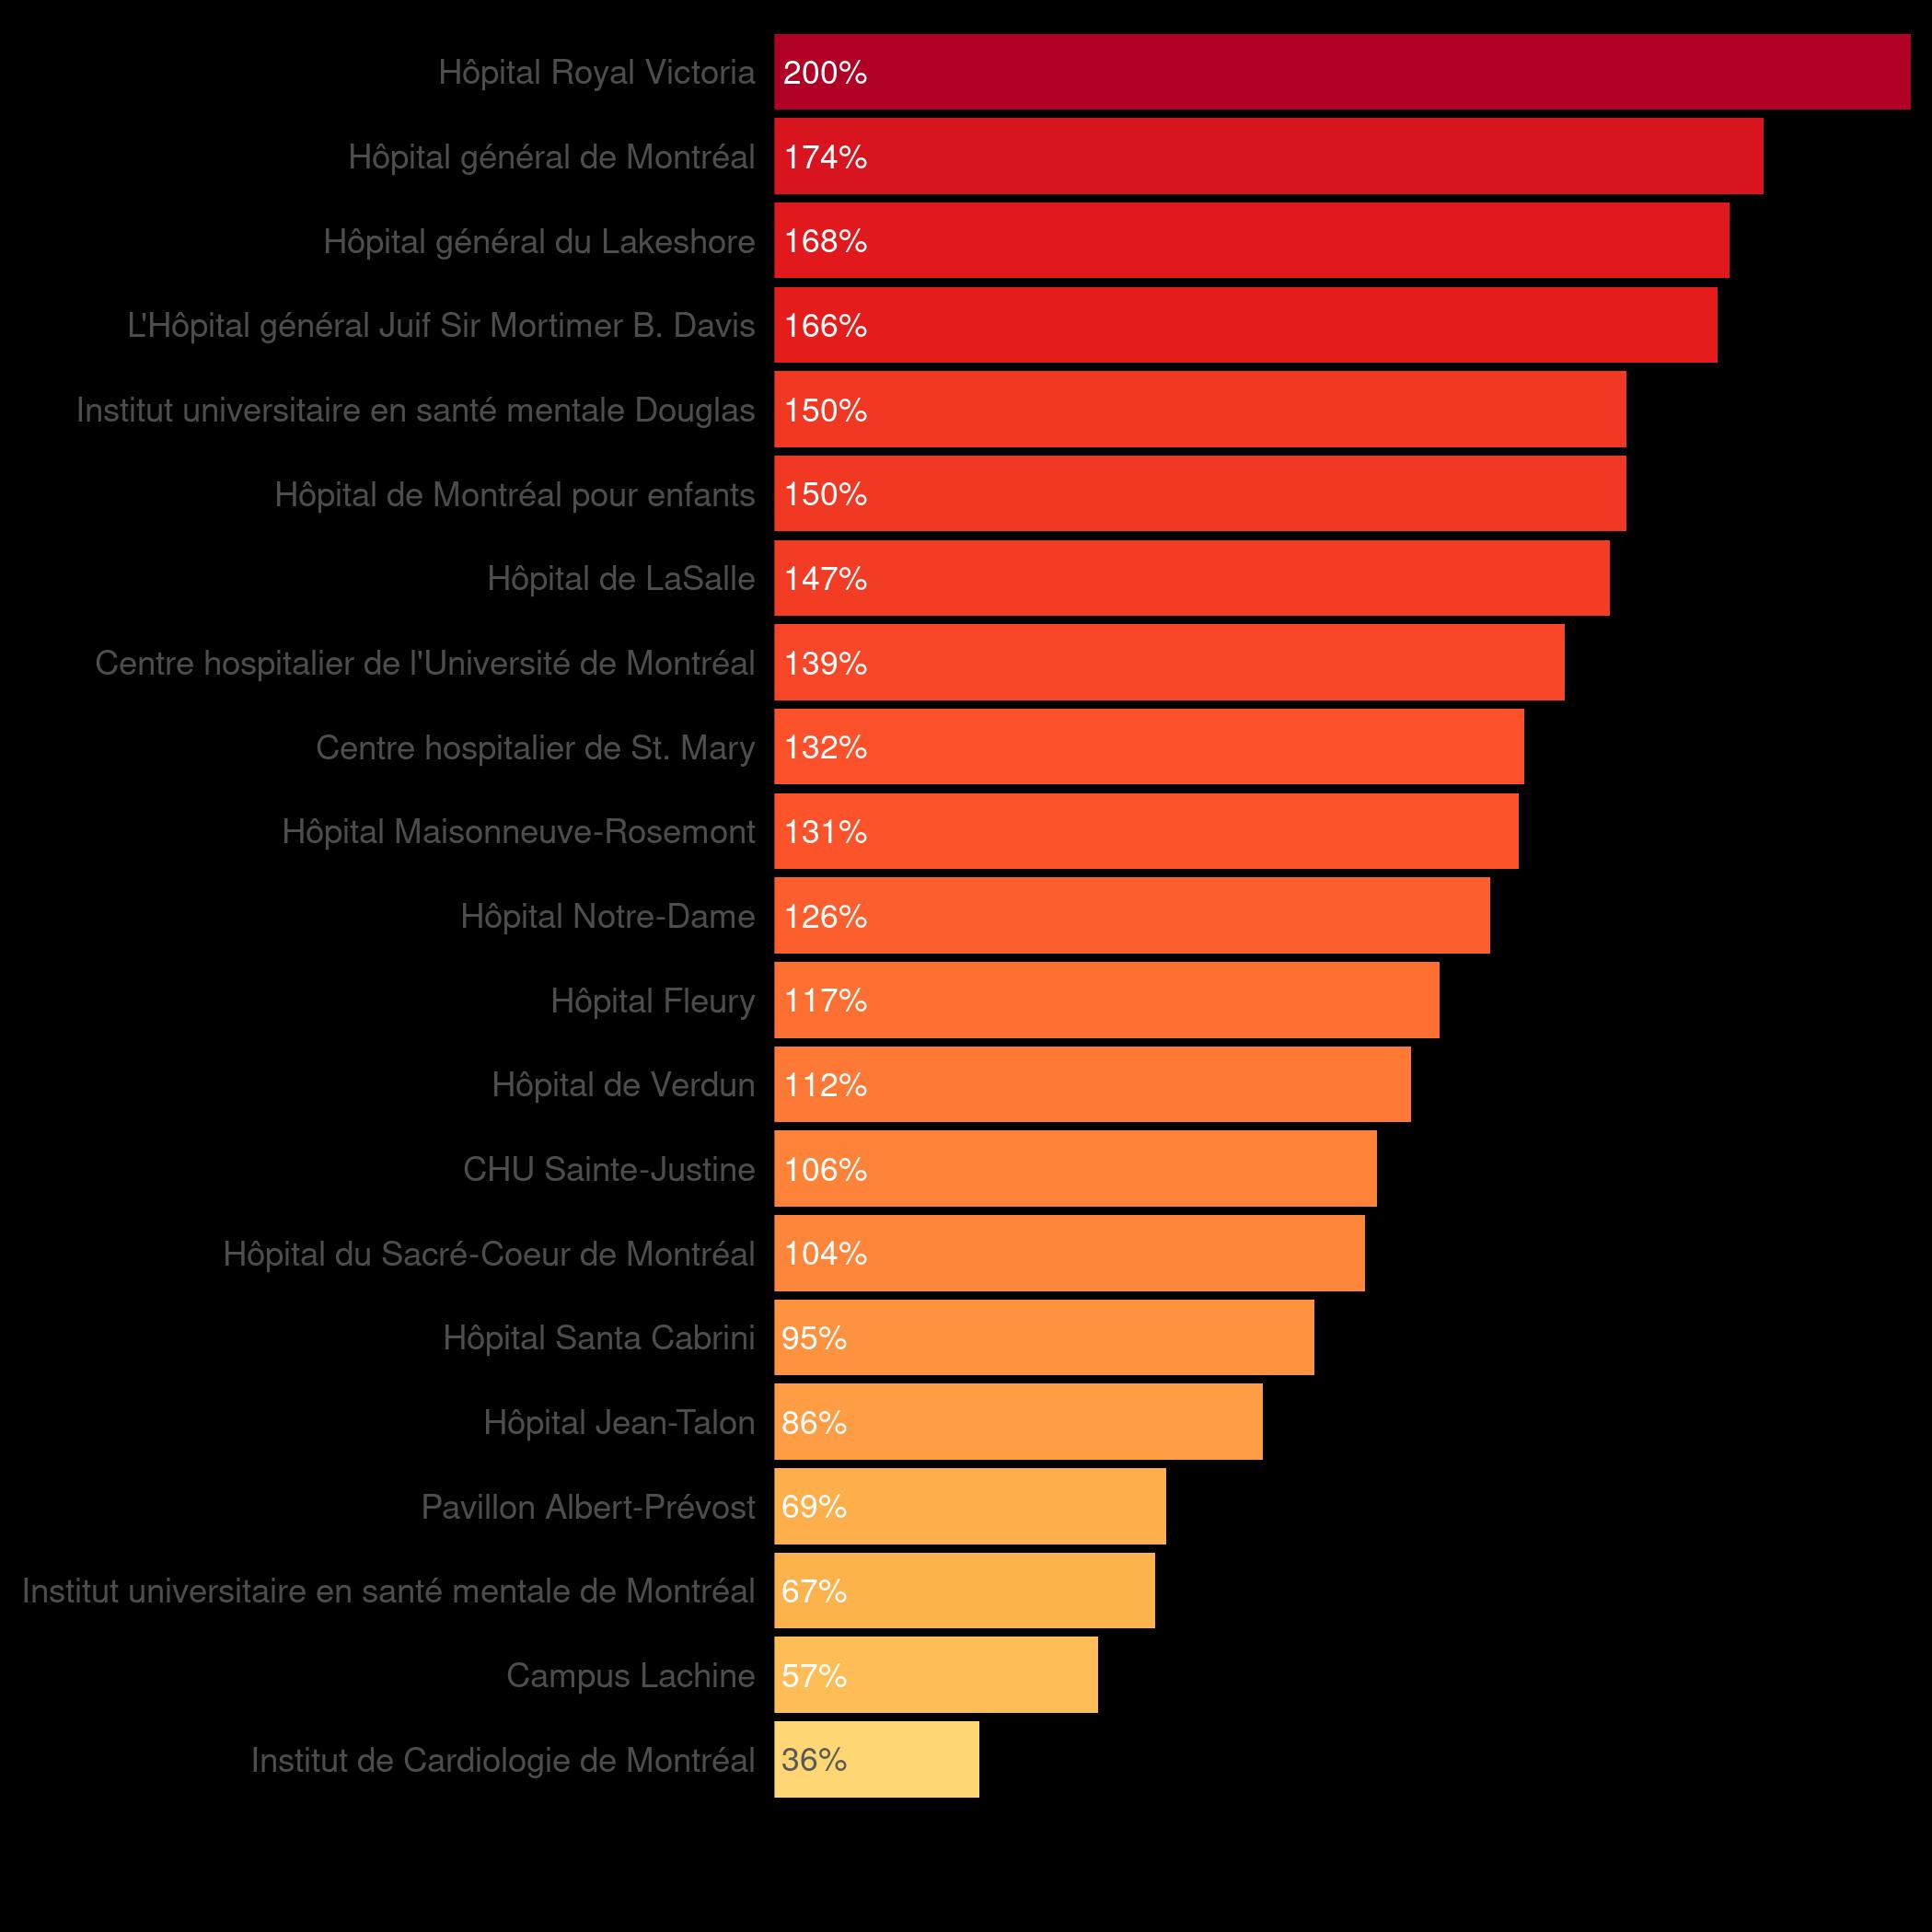 Hôpital Royal Victoria 200%
Hôpital général de Montréal 174%
Hôpital général du Lakeshore 168%
L'Hôpital général Juif Sir Mortimer B. Davis 166%
Institut universitaire en santé mentale Douglas 150%
Hôpital de Montréal pour enfants 150%
Hôpital de LaSalle 147%
Centre hospitalier de l'Université de Montréal 139%
Centre hospitalier de St. Mary 132%
Hôpital Maisonneuve-Rosemont 131%
Hôpital Notre-Dame 126%
Hôpital Fleury 117%
Hôpital de Verdun 112%
CHU Sainte-Justine 106%
Hôpital du Sacré-Coeur de Montréal 104%
Hôpital Santa Cabrini 95%
Hôpital Jean-Talon 86%
Pavillon Albert-Prévost 69%
Institut universitaire en santé mentale de Montréal 67%
Campus Lachine 57%
Institut de Cardiologie de Montréal 36%